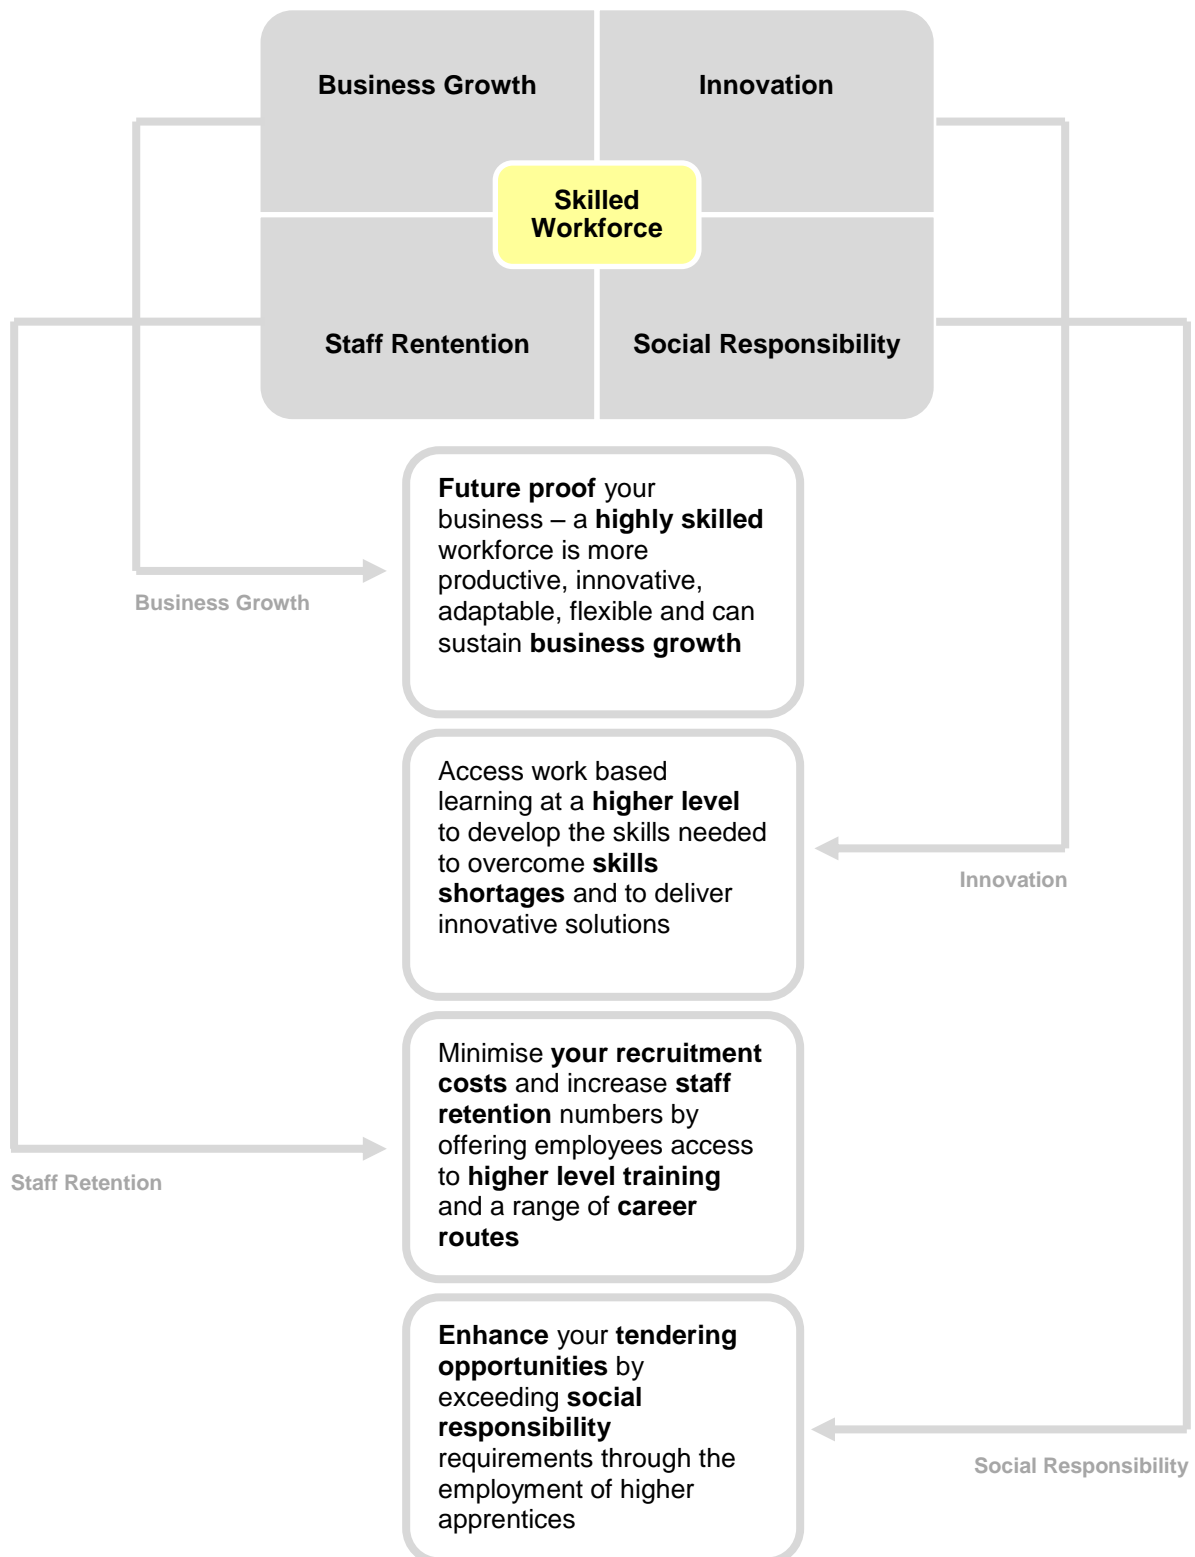 Business Growth
Innovation
Skilled
Workforce
Staff Rentention
Social Responsibility
Future proof your
business – a highly skilled
workforce is more
productive, innovative,
adaptable, flexible and can
sustain business growth
Business Growth
Access work based
learning at a higher level
to develop the skills needed
to overcome skills
shortages and to deliver
innovative solutions
Innovation
Minimise your recruitment
costs and increase staff
retention numbers by
offering employees access
to higher level training
and a range of career
routes
Staff Retention
Enhance your tendering
opportunities by
exceeding social
responsibility
requirements through the
employment of higher
apprentices
Social Responsibility